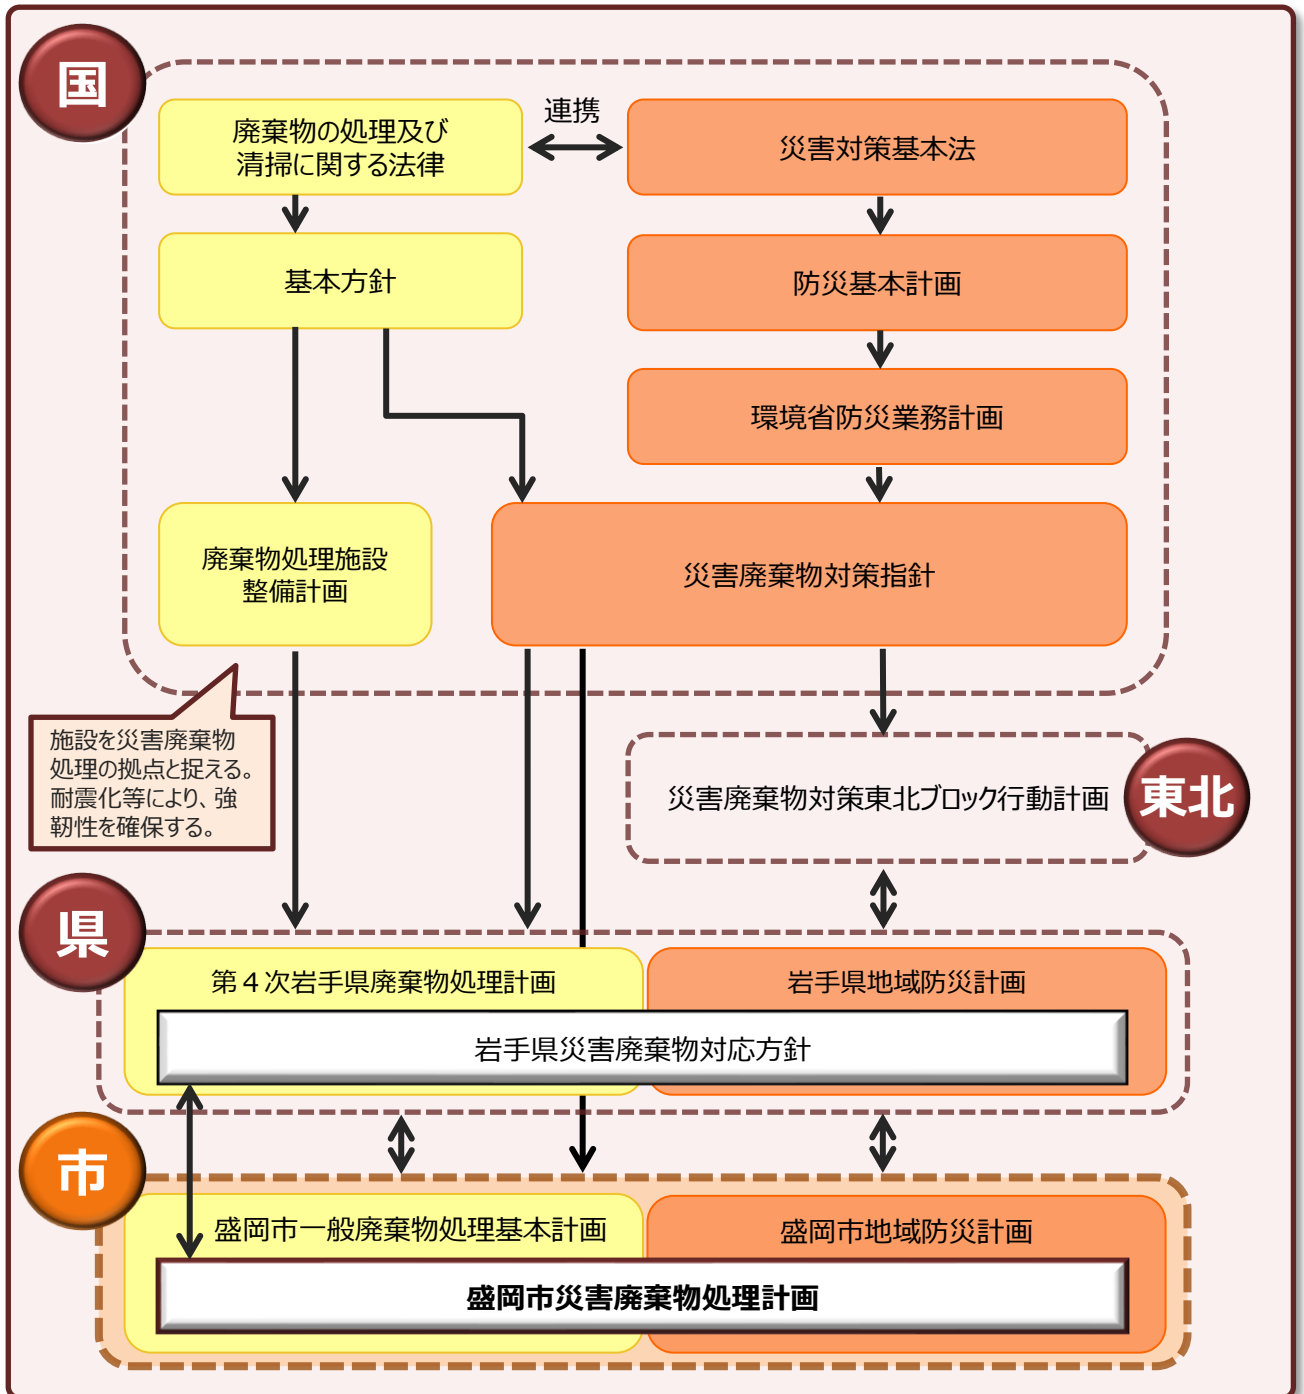 国
連携
廃棄物の処理及び
清掃に関する法律
災害対策基本法
基本方針
防災基本計画
環境省防災業務計画
廃棄物処理施設
整備計画
災害廃棄物対策指針
施設を災害廃棄物
処理の拠点と捉える。
耐震化等により、強
靭性を確保する。
災害廃棄物対策東北ブロック行動計画
東北
県
第４次岩手県廃棄物処理計画
岩手県地域防災計画
岩手県災害廃棄物対応方針
市
盛岡市一般廃棄物処理基本計画
盛岡市地域防災計画
盛岡市災害廃棄物処理計画